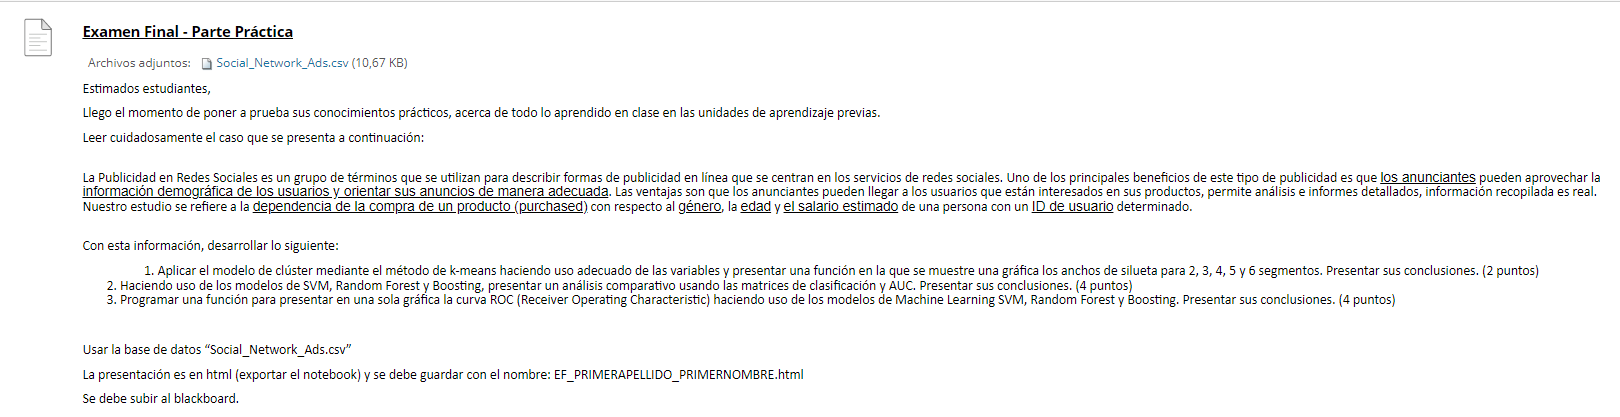 Examen Final - Parte Práctica
Archivos adjuntos: Social_Network_Ads.csv (10,67 KB)
Estimados estudiantes,
Llego el momento de poner a prueba sus conocimientos prácticos, acerca de todo lo aprendido en clase en las unidades de aprendizaje previas.
Leer cuidadosamente el caso que se presenta a continuación:
La Publicidad en Redes Sociales es un grupo de términos que se utilizan para describir formas de publicidad en línea que se centran en los servicios de redes sociales. Uno de los principales beneficios de este tipo de publicidad es que los anunciantes pueden aprovechar la
información demográfica de los usuarios y orientar sus anuncios de manera adecuada. Las ventajas son que los anunciantes pueden llegar a los usuarios que están interesados en sus productos, permite análisis e informes detallados, información recopilada es real.
Nuestro estudio se refiere a la dependencia de la compra de un producto (purchased) con respecto al género, la edad y el salario estimado de una persona con un ID de usuario determinado.
Con esta información, desarrollar lo siguiente:
1. Aplicar el modelo de clúster mediante el método de k-means haciendo uso adecuado de las variables y presentar una función en la que se muestre una gráfica los anchos de silueta para 2, 3, 4, 5 y 6 segmentos. Presentar sus conclusiones. (2 puntos)
2. Haciendo uso de los modelos de SVM, Random Forest y Boosting, presentar un análisis comparativo usando las matrices de clasificación y AUC. Presentar sus conclusiones. (4 puntos)
3. Programar una función para presentar en una sola gráfica la curva ROC (Receiver Operating Characteristic) haciendo uso de los modelos de Machine Learning SVM, Random Forest y Boosting. Presentar sus conclusiones. (4 puntos)
Usar la base de datos “Social_Network_Ads.csv”
La presentación es en html (exportar el notebook) y se debe guardar con el nombre: EF_PRIMERAPELLIDO_PRIMERNOMBRE.html
Se debe subir al blackboard.